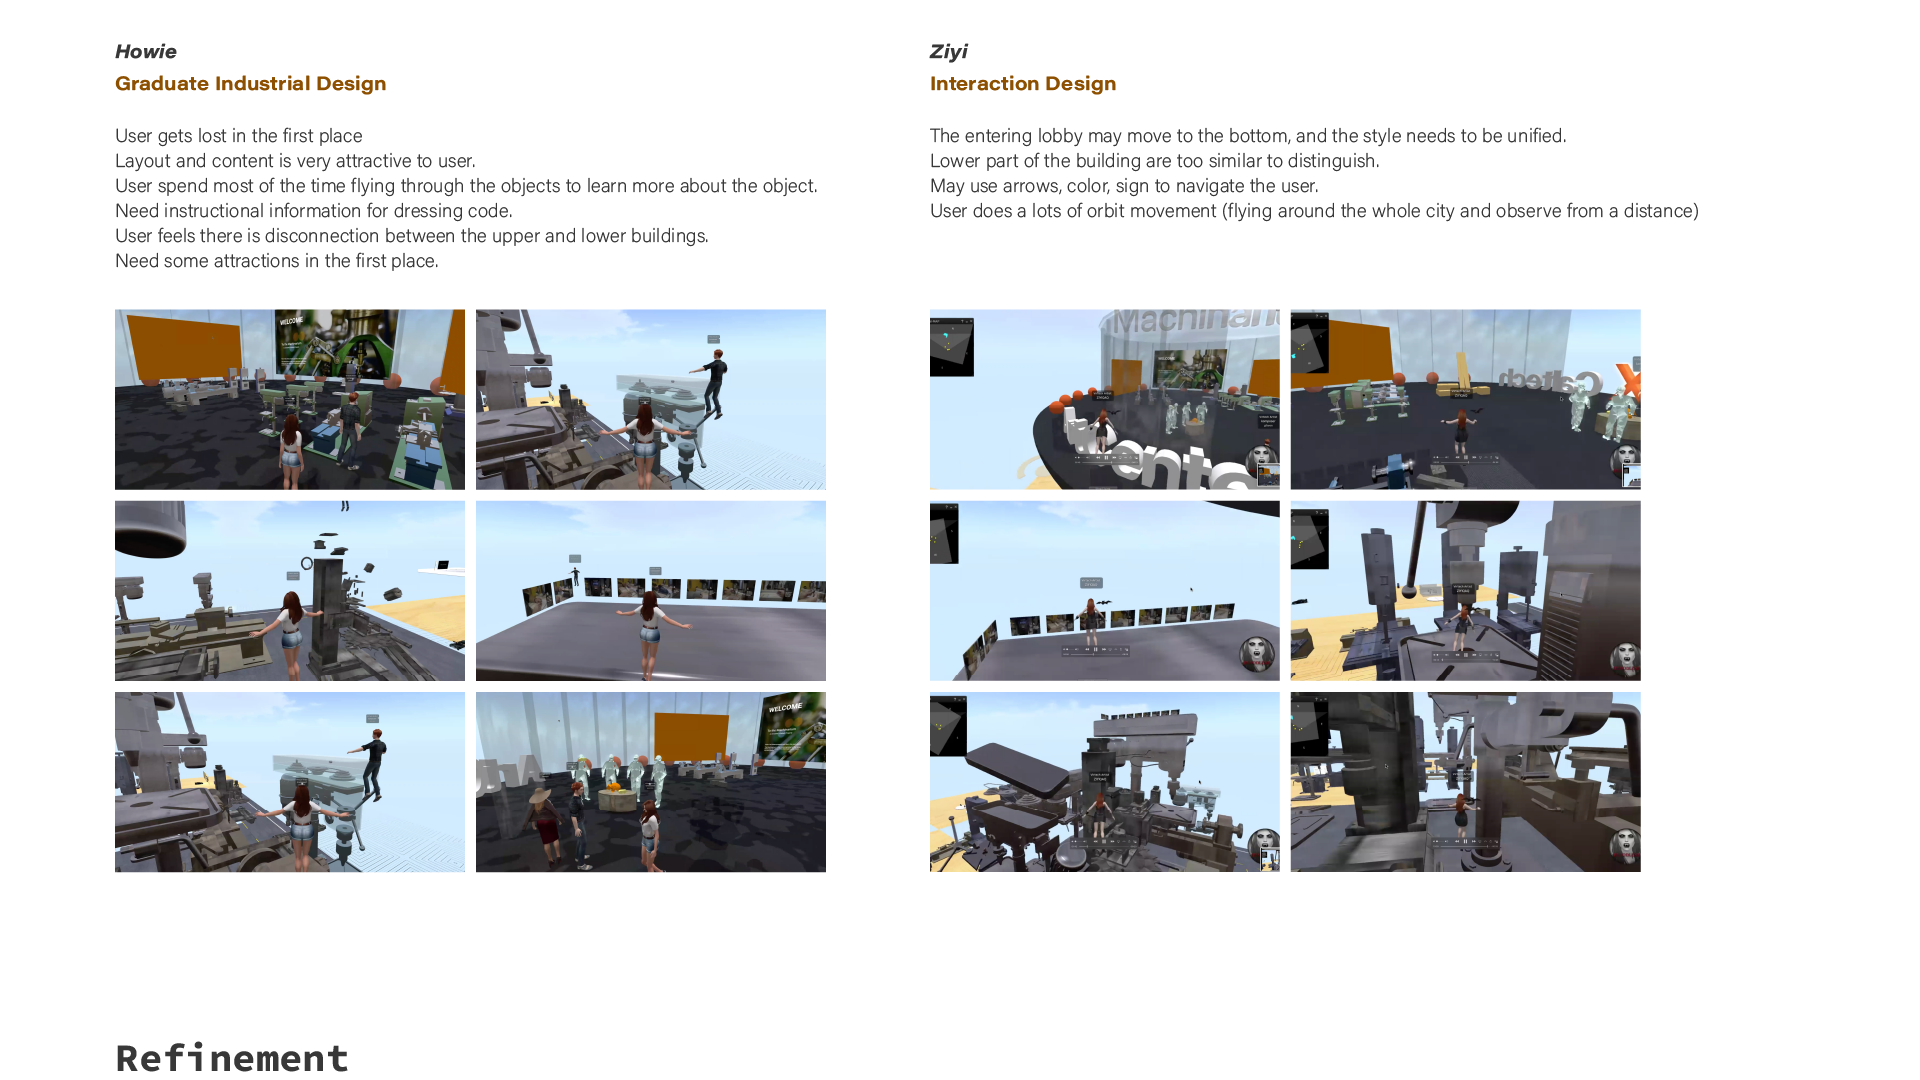 Howie
Graduate Industrial Design
User gets lost in the first place
Layout and content is very attractive to user.
User spend most of the time flying through the objects to learn more about the object.
Need instructional information for dressing code.
User feels there is disconnection between the upper and lower buildings.
Need some attractions in the first place.
Ziyi
Interaction Design
The entering lobby may move to the bottom, and the style needs to be unified.
Lower part of the building are too similar to distinguish.
May use arrows, color, sign to navigate the user.
User does a lots of orbit movement (flying around the whole city and observe from a distance)
WELCOME
WELCOME
Refinement